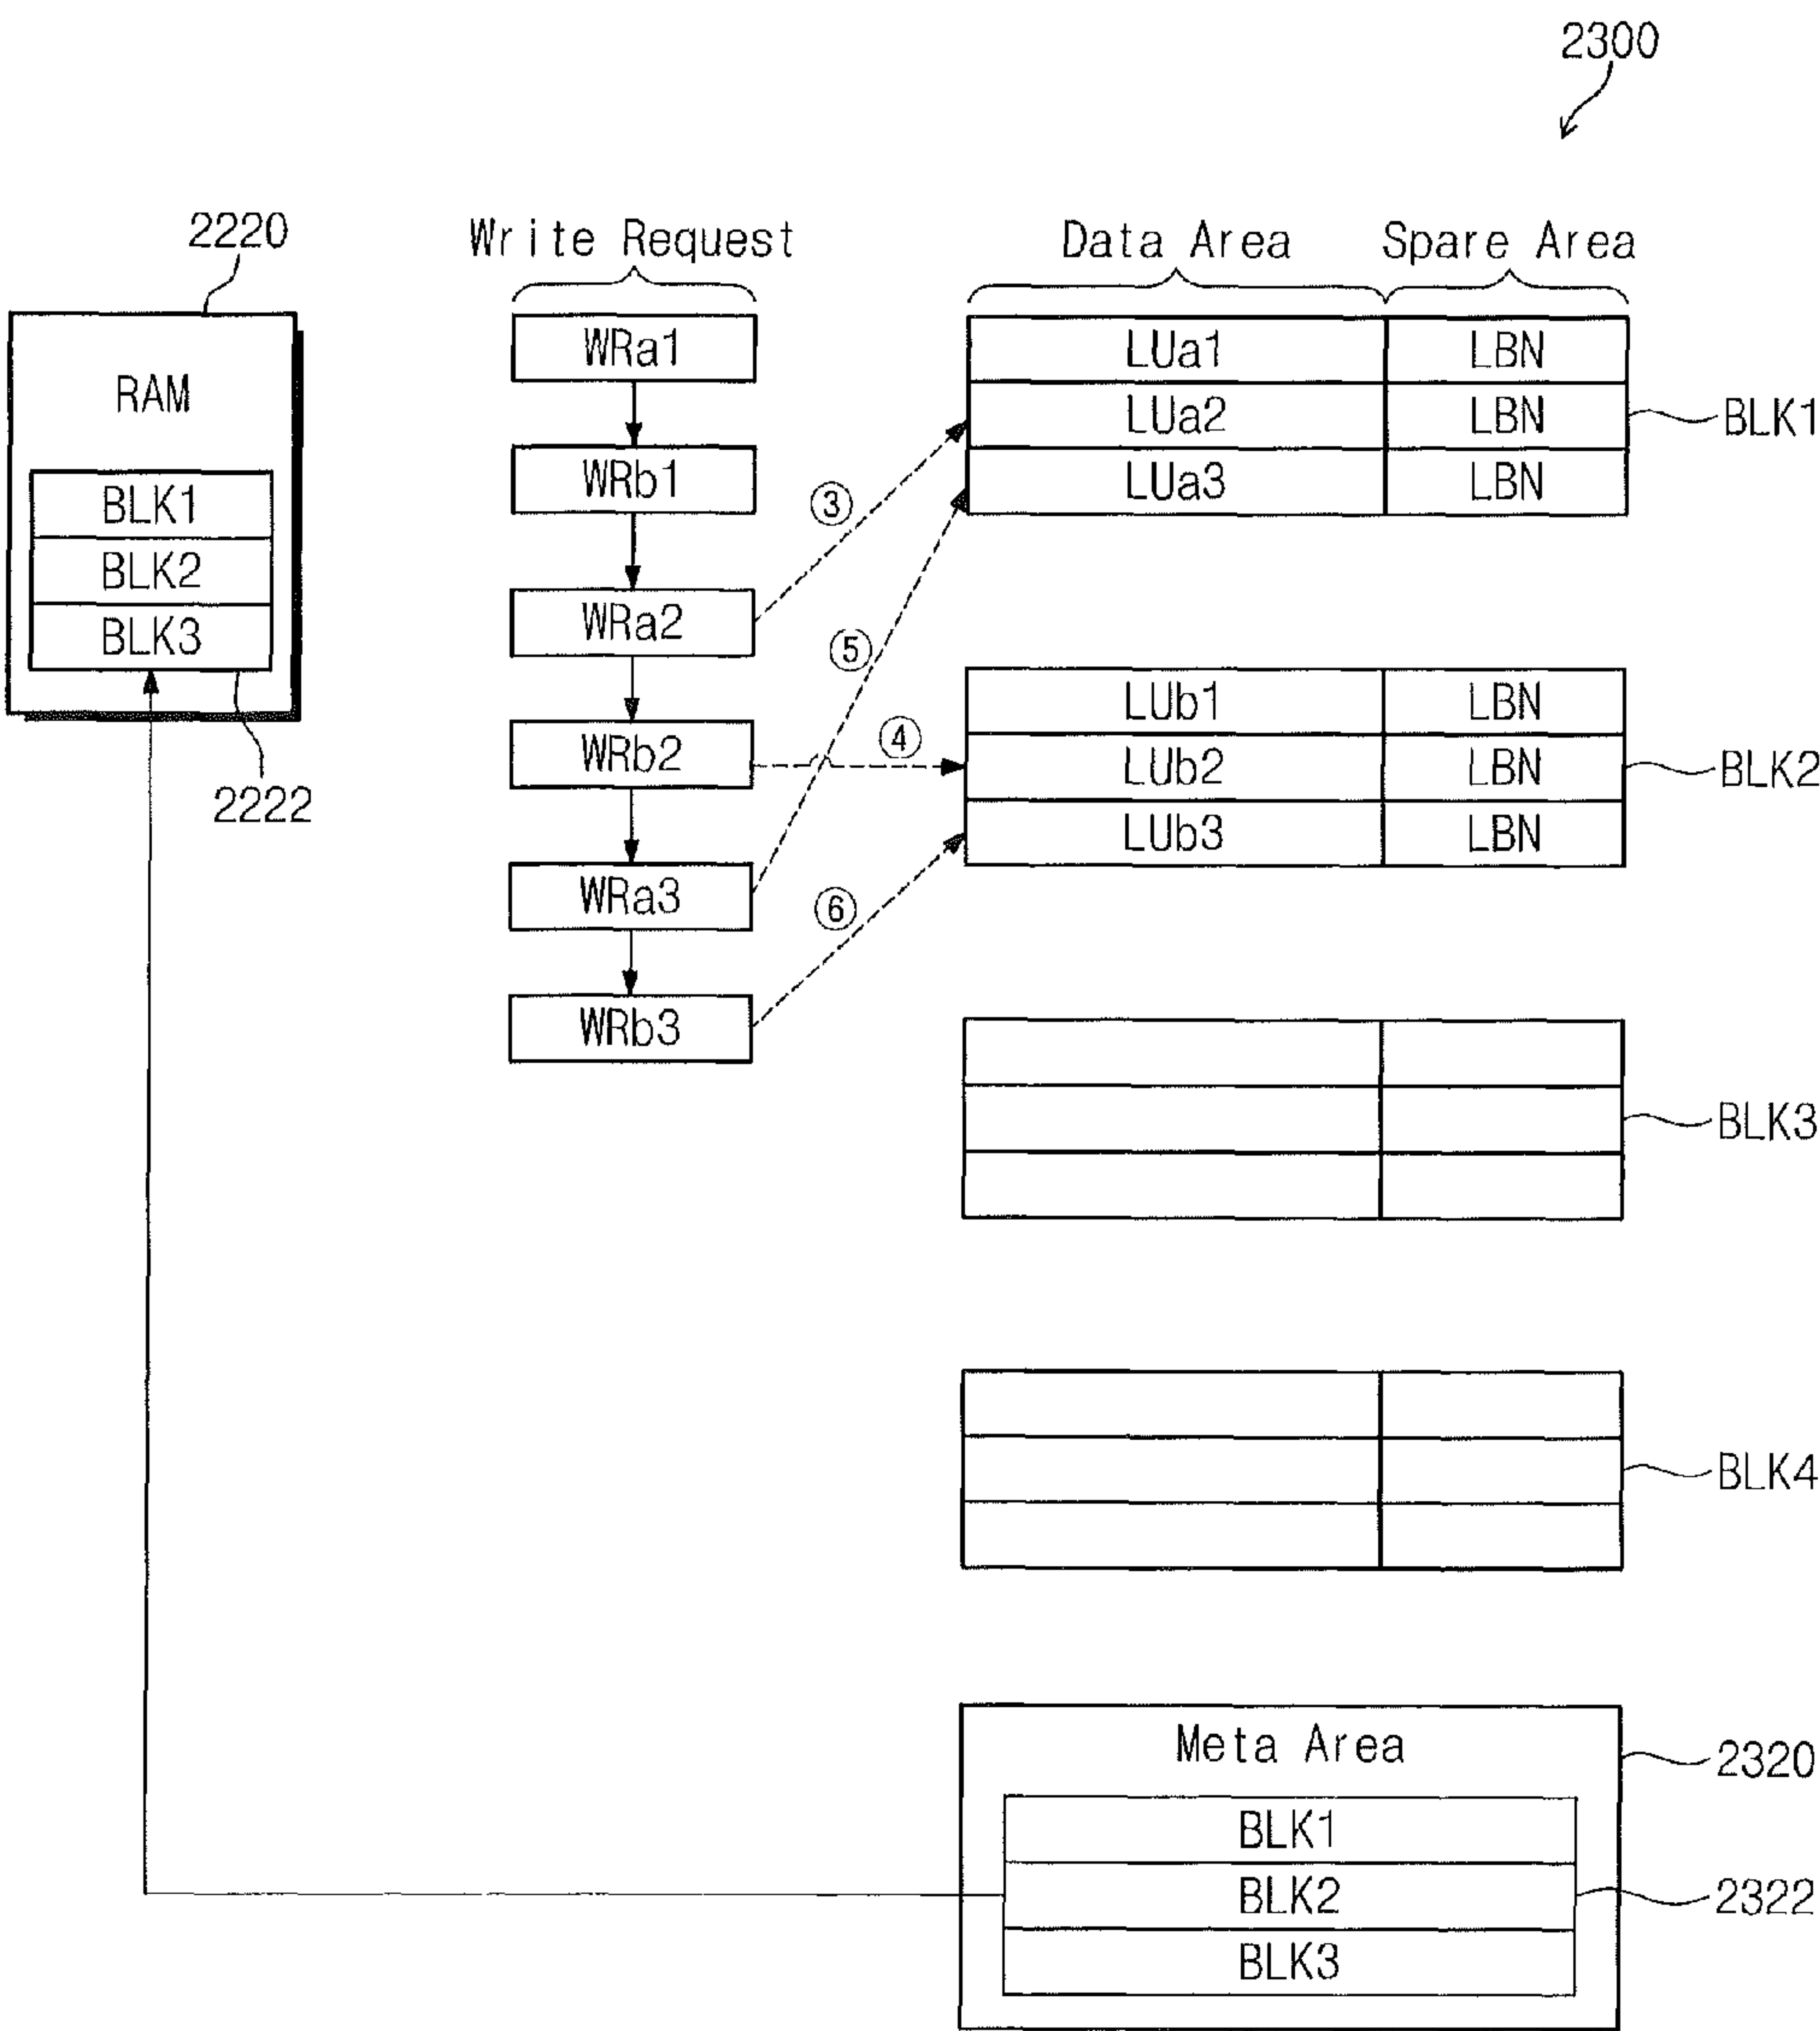 2300
2220
Write Request
Data Area
Spare Area
RAM
BLK1
BLK2
BLK3
2222
WRa1
WRb1
WRa2
WRb2
WRa3
WRb3
③
⑤
④
⑥
LUa1 LBN
LUa2 LBN
LUa3 LBN
BLK1
LUb1 LBN
LUb2 LBN
LUb3 LBN
BLK2
BLK3
BLK4
Meta Area
2320
BLK1
BLK2
BLK3
2322